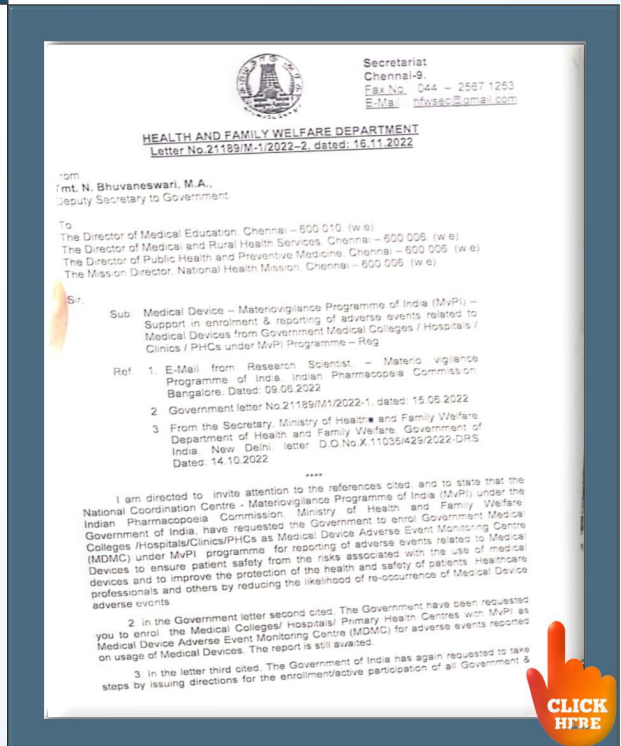 Secretariat
Chennai-9.
Fax No. 044 – 2567 1253
E-Mail hfwsec@gmail.com
HEALTH AND FAMILY WELFARE DEPARTMENT
Letter No.21189/M-1/2022–2, dated: 16.11.2022
rom
Tmt. N. Bhuvaneswari, M.A.,
Deputy Secretary to Government.
To
The Director of Medical Education, Chennai – 600 010. (w.e)
The Director of Medical and Rural Health Services, Chennai – 600 006. (w.e)
The Director of Public Health and Preventive Medicine, Chennai – 600 006. (w.e)
The Mission Director, National Health Mission, Chennai – 600 006. (w.e)
Sir,
Sub: Medical Device – Materiovigilance Programme of India (MvPI) –
Support in enrolment & reporting of adverse events related to
Medical Devices from Government Medical Colleges / Hospitals /
Clinics / PHCs under MvPI Programme – Reg.
Ref 1. E-Mail from Research Scientist – Materio vigilance
Programme of India, Indian Pharmacopeia Commission,
Bangalore. Dated: 09.06.2022
2. Government letter No.21189/M1/2022-1, dated: 15.06.2022
3. From the Secretary, Ministry of Health and Family Welfare,
Department of Health and Family Welfare, Government of
India, New Delhi, letter D.O.No.X.11035/429/2022-DRS
Dated: 14.10.2022
****
I am directed to invite attention to the references cited, and to state that the
National Coordination Centre - Materiovigilance Programme of India (MvPI) under the
Indian Pharmacopoeia Commission, Ministry of Health and Family Welfare,
Government of India, have requested the Government to enrol Government Medical
Colleges /Hospitals/Clinics/PHCs as Medical Device Adverse Event Monitoring Centre
(MDMC) under MvPI programme for reporting of adverse events related to Medical
Devices to ensure patient safety from the risks associated with the use of medical
devices and to improve the protection of the health and safety of patients, Healthcare
professionals and others by reducing the likelihood of re-occurrence of Medical Device
adverse events
2. In the Government letter second cited, The Government have been requested
you to enrol the Medical Colleges/ Hospitals/ Primary Health Centres with MvPI as
Medical Device Adverse Event Monitoring Centre (MDMC) for adverse events reported
on usage of Medical Devices. The report is still awaited.
3. In the letter third cited, The Government of India has again requested to take
steps by issuing directions for the enrollment/active participation of all Government &
CLICK
HERE